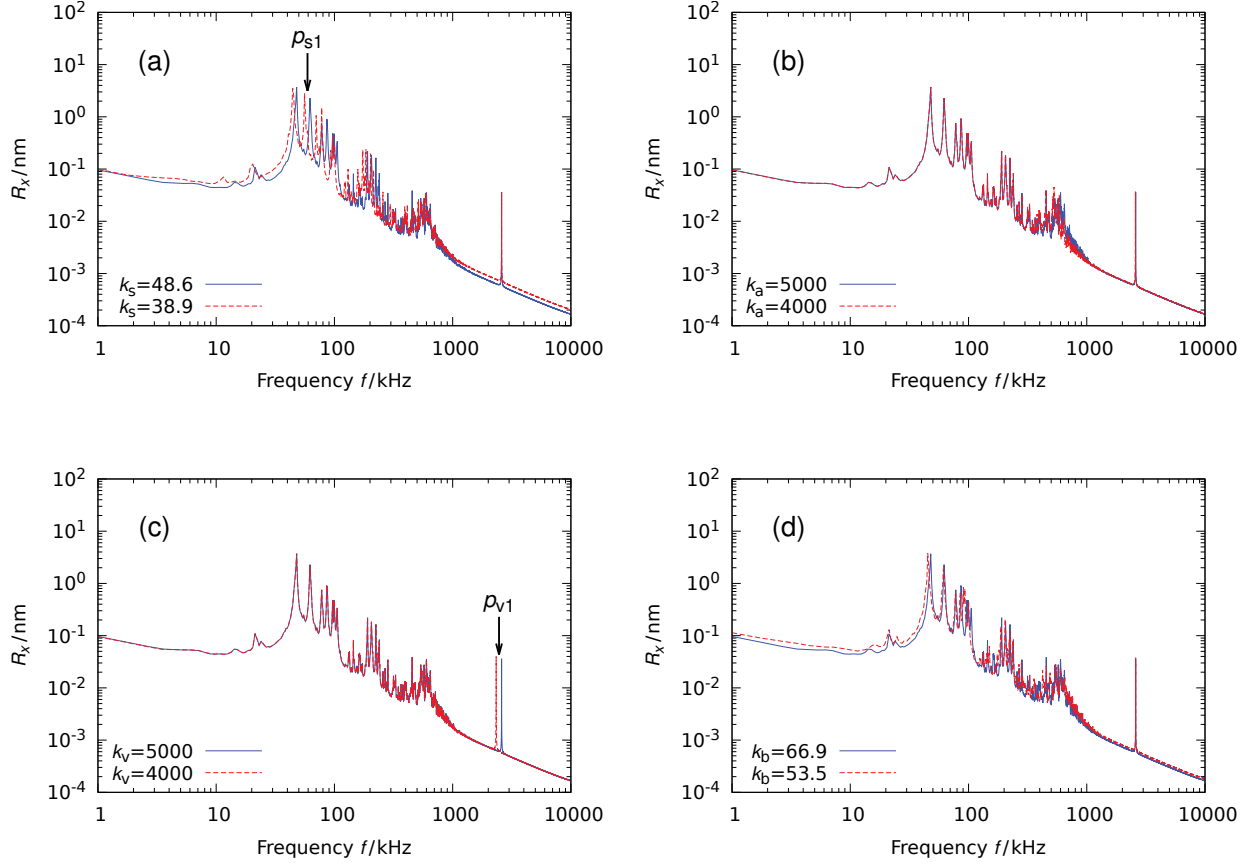 (a)
p_s1
R_x/nm
10^2
10^1
10^0
10^-1
10^-2
10^-3
10^-4
k_s=48.6
k_s=38.9
1 10 100 1000 10000
Frequency f/kHz
(b)
R_x/nm
10^2
10^1
10^0
10^-1
10^-2
10^-3
10^-4
k_a=5000
k_a=4000
1 10 100 1000 10000
Frequency f/kHz
(c)
p_v1
R_x/nm
10^2
10^1
10^0
10^-1
10^-2
10^-3
10^-4
k_v=5000
k_v=4000
1 10 100 1000 10000
Frequency f/kHz
(d)
R_x/nm
10^2
10^1
10^0
10^-1
10^-2
10^-3
10^-4
k_b=66.9
k_b=53.5
1 10 100 1000 10000
Frequency f/kHz